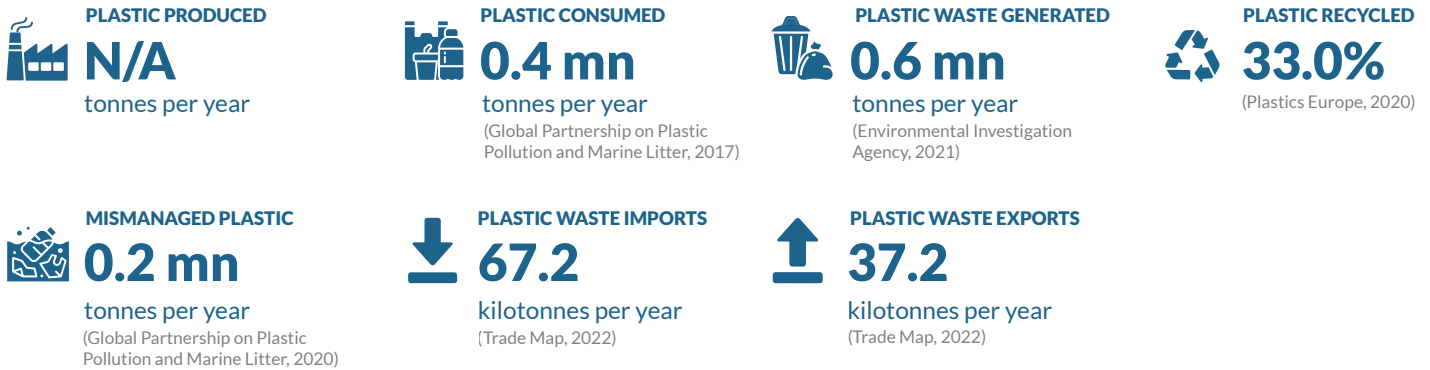 PLASTIC PRODUCED
N/A
tonnes per year
PLASTIC CONSUMED
0.4 mn
tonnes per year
(Global Partnership on Plastic
Pollution and Marine Litter, 2017)
PLASTIC WASTE GENERATED
0.6 mn
tonnes per year
(Environmental Investigation
Agency, 2021)
PLASTIC RECYCLED
33.0%
(Plastics Europe, 2020)
MISMANAGED PLASTIC
0.2 mn
tonnes per year
(Global Partnership on Plastic
Pollution and Marine Litter, 2020)
PLASTIC WASTE IMPORTS
67.2
kilotonnes per year
(Trade Map, 2022)
PLASTIC WASTE EXPORTS
37.2
kilotonnes per year
(Trade Map, 2022)